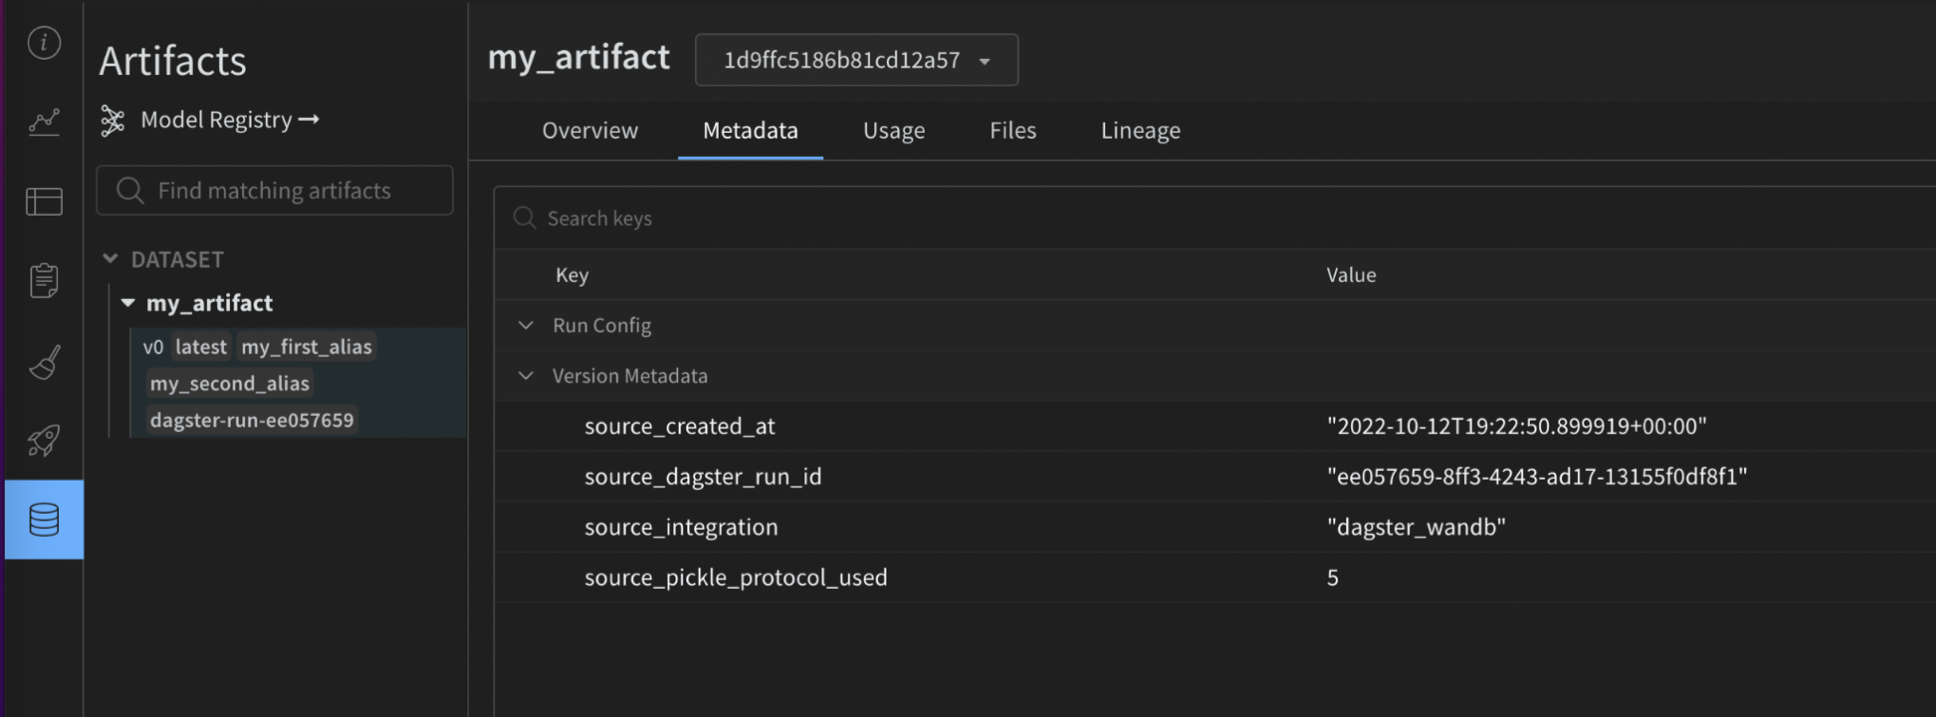 Artifacts
Model Registry →
Find matching artifacts
DATASET
my_artifact
v0 latest my_first_alias
my_second_alias
dagster-run-ee057659
my_artifact 1d9ffc5186b81cd12a57
Overview Metadata Usage Files Lineage
Search keys
Key Value
Run Config
Version Metadata
source_created_at "2022-10-12T19:22:50.899919+00:00"
source_dagster_run_id "ee057659-8ff3-4243-ad17-13155f0df8f1"
source_integration "dagster_wandb"
source_pickle_protocol_used 5